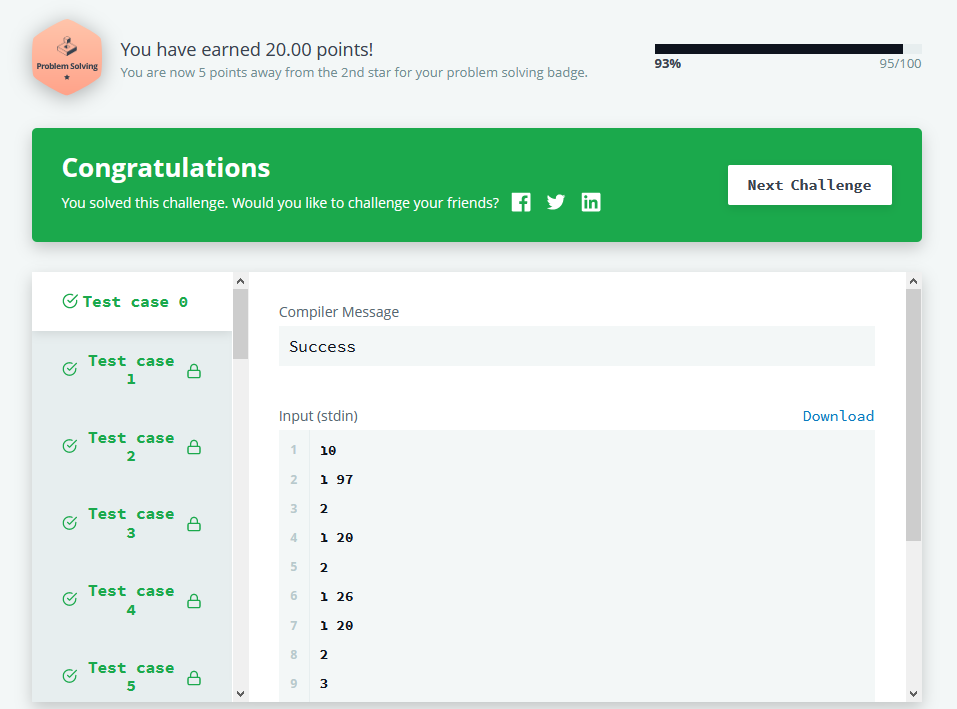 You have earned 20.00 points!
You are now 5 points away from the 2nd star for your problem solving badge.
Problem Solving
93%
95/100
Congratulations
You solved this challenge. Would you like to challenge your friends?
Next Challenge
Test case 0
Test case
1
Test case
2
Test case
3
Test case
4
Test case
5
Compiler Message
Success
Input (stdin)
Download
1 10
2 1 97
3 2
4 1 20
5 2
6 1 26
7 1 20
8 2
9 3